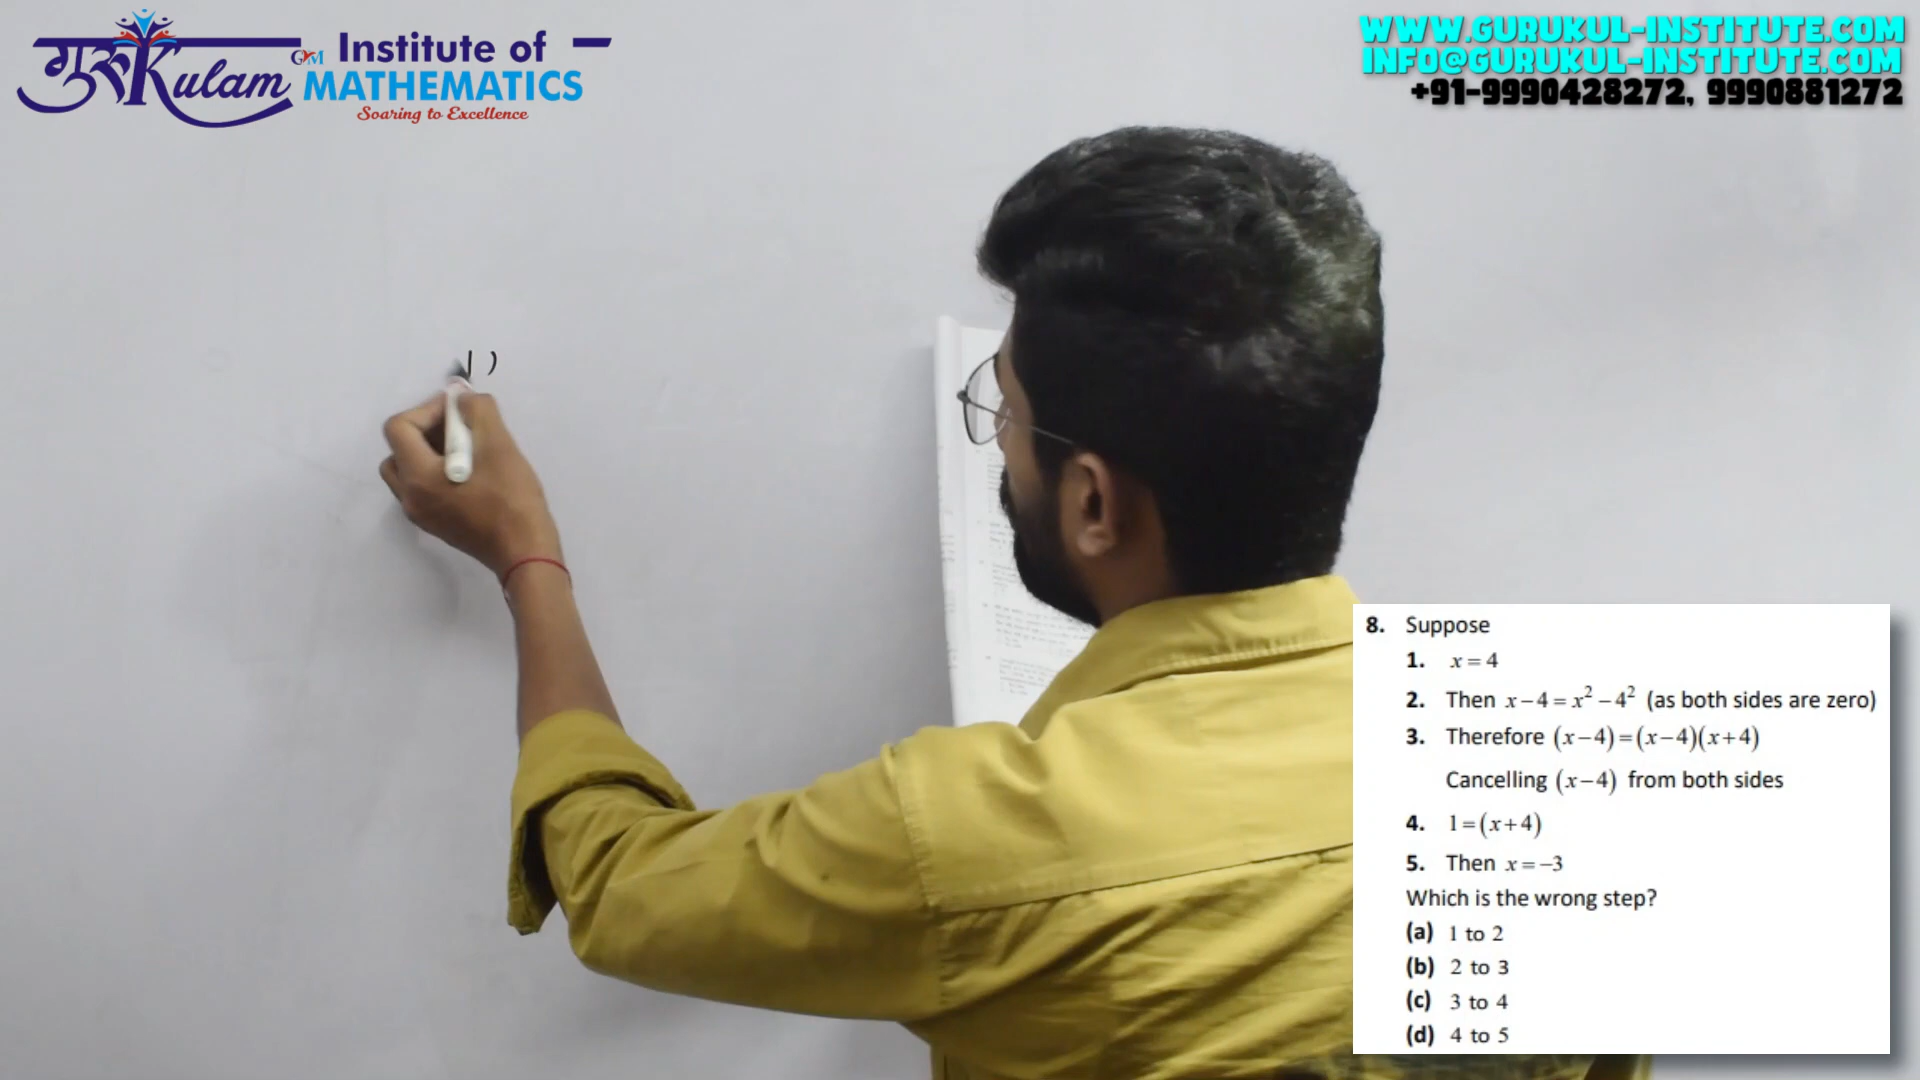 गुरुKulam
GIM
Institute of
MATHEMATICS
Soaring to Excellence
WWW.GURUKUL-INSTITUTE.COM
INFO@GURUKUL-INSTITUTE.COM
+91-9990428272, 9990881272
1)
8. Suppose
1. x = 4
2. Then x – 4 = x² – 4² (as both sides are zero)
3. Therefore (x – 4) = (x – 4)(x + 4)
Cancelling (x – 4) from both sides
4. 1 = (x + 4)
5. Then x = –3
Which is the wrong step?
(a) 1 to 2
(b) 2 to 3
(c) 3 to 4
(d) 4 to 5